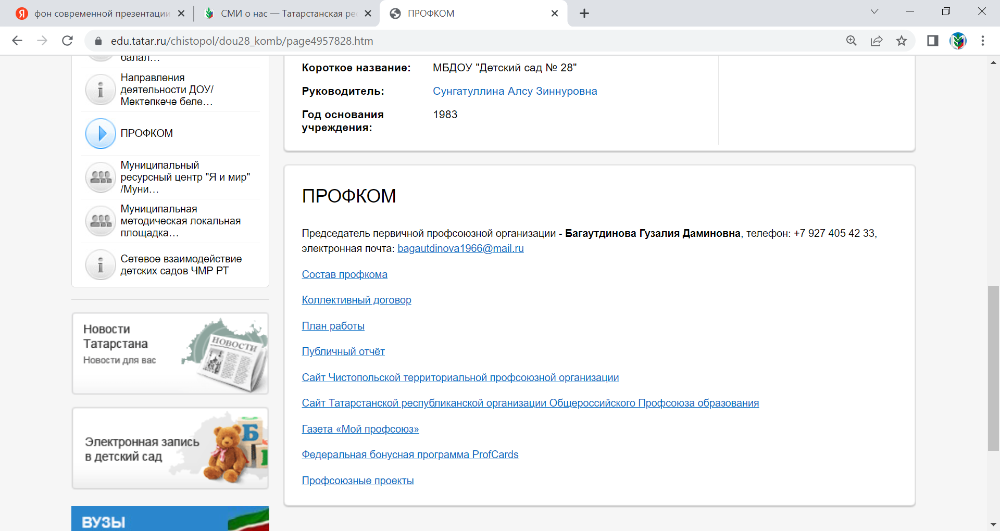 фон современной презентации
СМИ о нас — Татарстанская ре
ПРОФКОМ
edu.tatar.ru/chistopol/dou28_komb/page4957828.htm
балал…
Направления
деятельности ДОУ/
Мәктәпкәчә беле…
ПРОФКОМ
Муниципальный
ресурсный центр "Я и мир"
/Муни…
Муниципальная
методическая локальная
площадка…
Сетевое взаимодействие
детских садов ЧМР РТ
Новости
Татарстана
Новости для вас
НОВОСТИ
Электронная запись
в детский сад
Б
ВУЗЫ
Короткое название: МБДОУ "Детский сад № 28"
Руководитель: Сунгатуллина Алсу Зиннуровна
Год основания 1983
учреждения:
ПРОФКОМ
Председатель первичной профсоюзной организации - Багаутдинова Гузалия Даминовна, телефон: +7 927 405 42 33,
электронная почта: bagautdinova1966@mail.ru
Состав профкома
Коллективный договор
План работы
Публичный отчёт
Сайт Чистопольской территориальной профсоюзной организации
Сайт Татарстанской республиканской организации Общероссийского Профсоюза образования
Газета «Мой профсоюз»
Федеральная бонусная программа ProfCards
Профсоюзные проекты